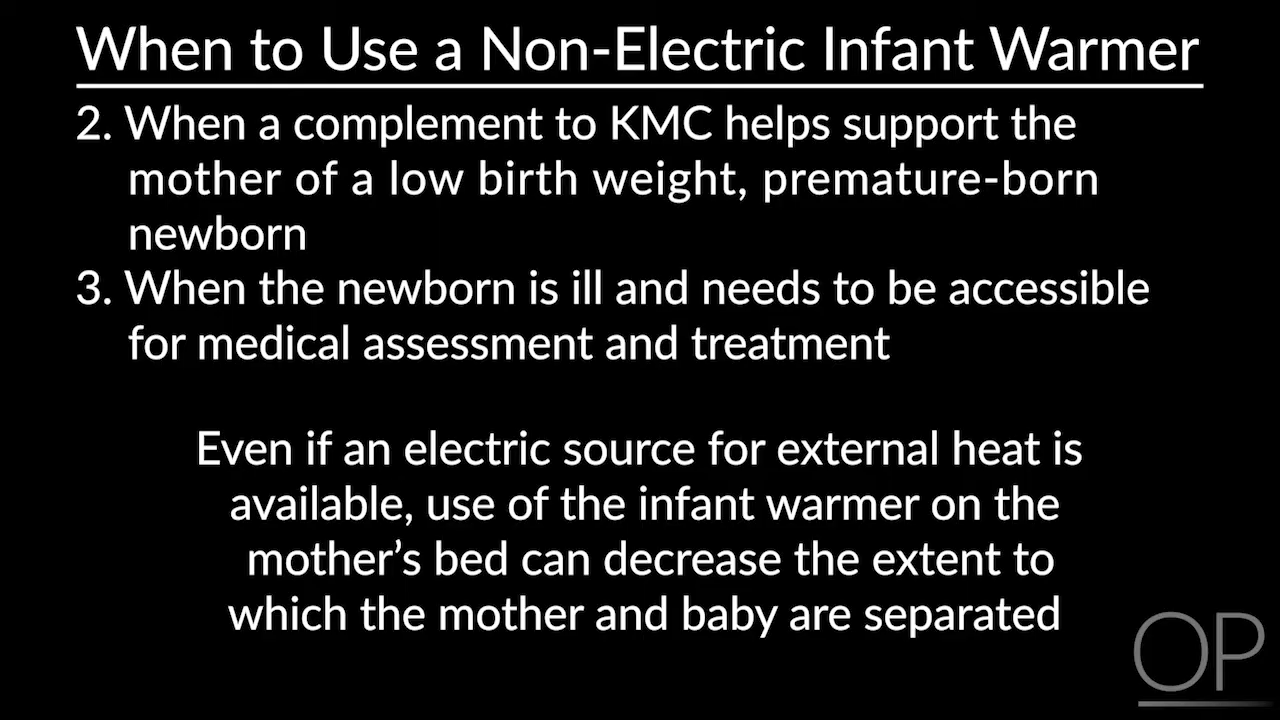 When to Use a Non-Electric Infant Warmer
2. When a complement to KMC helps support the
mother of a low birth weight, premature-born
newborn
3. When the newborn is ill and needs to be accessible
for medical assessment and treatment
Even if an electric source for external heat is
available, use of the infant warmer on the
mother’s bed can decrease the extent to
which the mother and baby are separated
OP